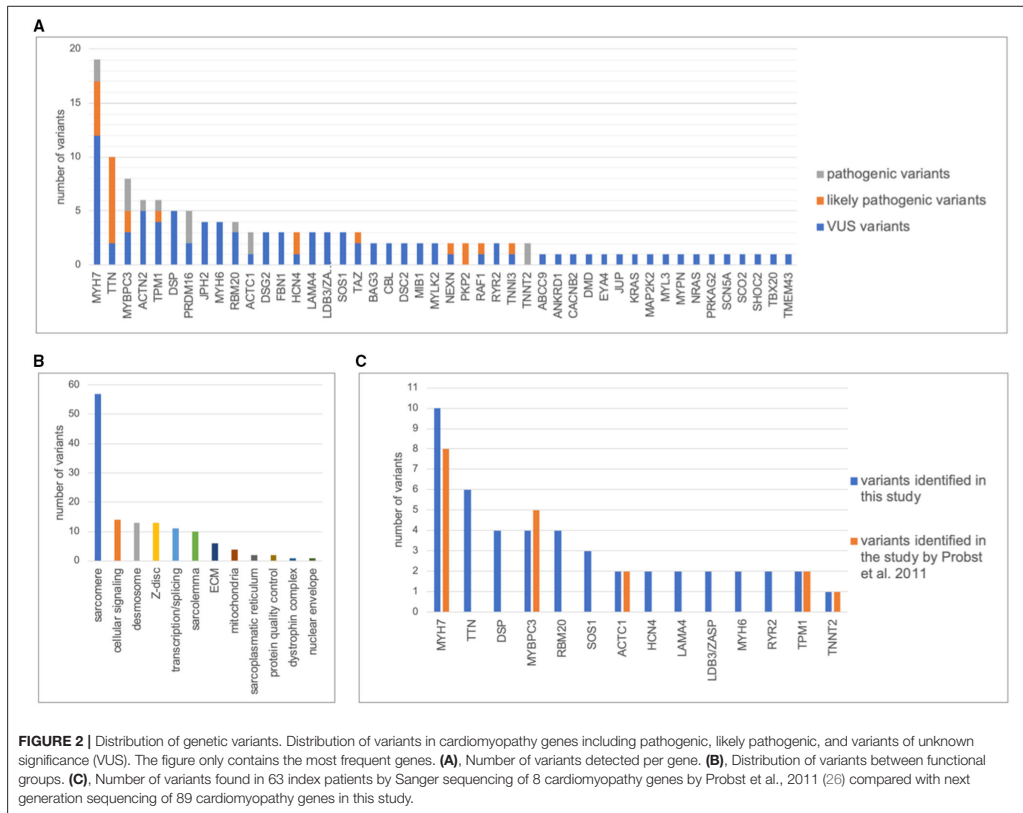 A
20
15
10
5
0
number of variants
MYH7
TTN
MYBPC3
ACTN2
TPM1
DSP
PRDM16
JPH2
MYH6
RBM20
ACTC1
DSG2
FBN1
HCN4
LAMA4
LDB3/ZA...
SOS1
TAZ
BAG3
CBL
DSC2
MIB1
MYLK2
NEXN
PKP2
RAF1
RYR2
TNNI3
TNNT2
ABCC9
ANKRD1
CACNB2
DMD
EYA4
JUP
KRAS
MAP2K2
MYL3
MYPN
NRAS
PRKAG2
SCN5A
SCO2
SHOC2
TBX20
TMEM43
pathogenic variants
likely pathogenic variants
VUS variants
B
60
50
40
30
20
10
0
number of variants
sarcomere
cellular signaling
desmosome
Z-disc
transcription/splicing
sarcolemma
ECM
mitochondria
sarcoplasmatic reticulum
protein quality control
dystrophin complex
nuclear envelope
C
11
10
9
8
7
6
5
4
3
2
1
0
number of variants
MYH7
TTN
DSP
MYBPC3
RBM20
SOS1
ACTC1
HCN4
LAMA4
LDB3/ZASP
MYH6
RYR2
TPM1
TNNT2
variants identified in
this study
variants identified in
the study by Probst
et al. 2011
FIGURE 2 | Distribution of genetic variants. Distribution of variants in cardiomyopathy genes including pathogenic, likely pathogenic, and variants of unknown
significance (VUS). The figure only contains the most frequent genes. (A), Number of variants detected per gene. (B), Distribution of variants between functional
groups. (C), Number of variants found in 63 index patients by Sanger sequencing of 8 cardiomyopathy genes by Probst et al., 2011 (26) compared with next
generation sequencing of 89 cardiomyopathy genes in this study.